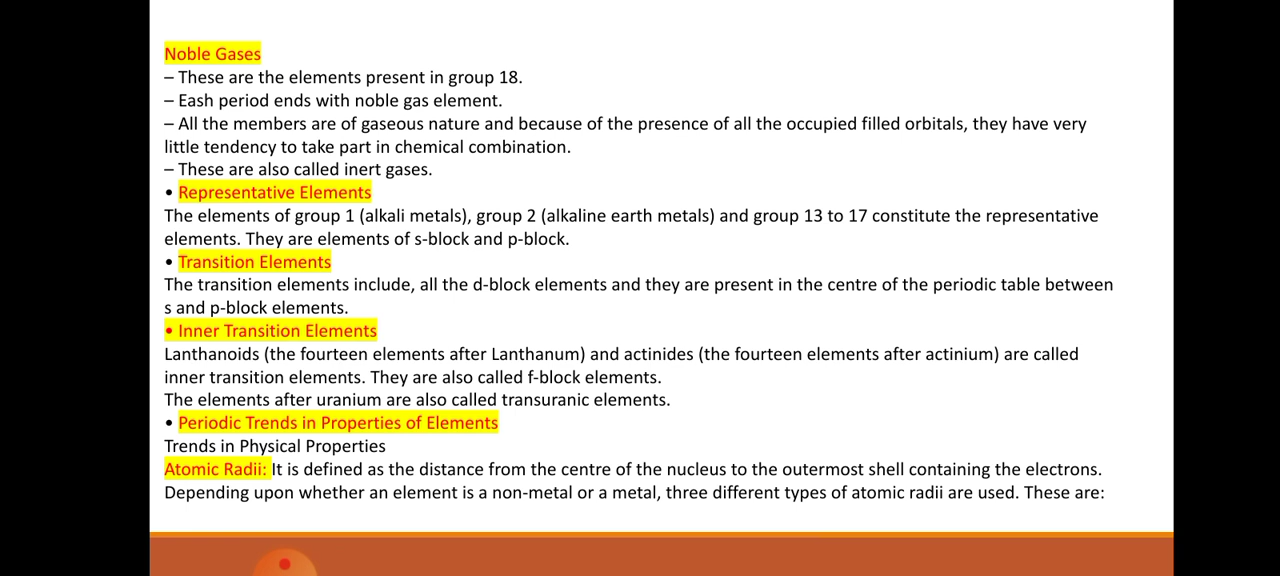 Noble Gases
– These are the elements present in group 18.
– Eash period ends with noble gas element.
– All the members are of gaseous nature and because of the presence of all the occupied filled orbitals, they have very
little tendency to take part in chemical combination.
– These are also called inert gases.
• Representative Elements
The elements of group 1 (alkali metals), group 2 (alkaline earth metals) and group 13 to 17 constitute the representative
elements. They are elements of s-block and p-block.
• Transition Elements
The transition elements include, all the d-block elements and they are present in the centre of the periodic table between
s and p-block elements.
• Inner Transition Elements
Lanthanoids (the fourteen elements after Lanthanum) and actinides (the fourteen elements after actinium) are called
inner transition elements. They are also called f-block elements.
The elements after uranium are also called transuranic elements.
• Periodic Trends in Properties of Elements
Trends in Physical Properties
Atomic Radii: It is defined as the distance from the centre of the nucleus to the outermost shell containing the electrons.
Depending upon whether an element is a non-metal or a metal, three different types of atomic radii are used. These are: